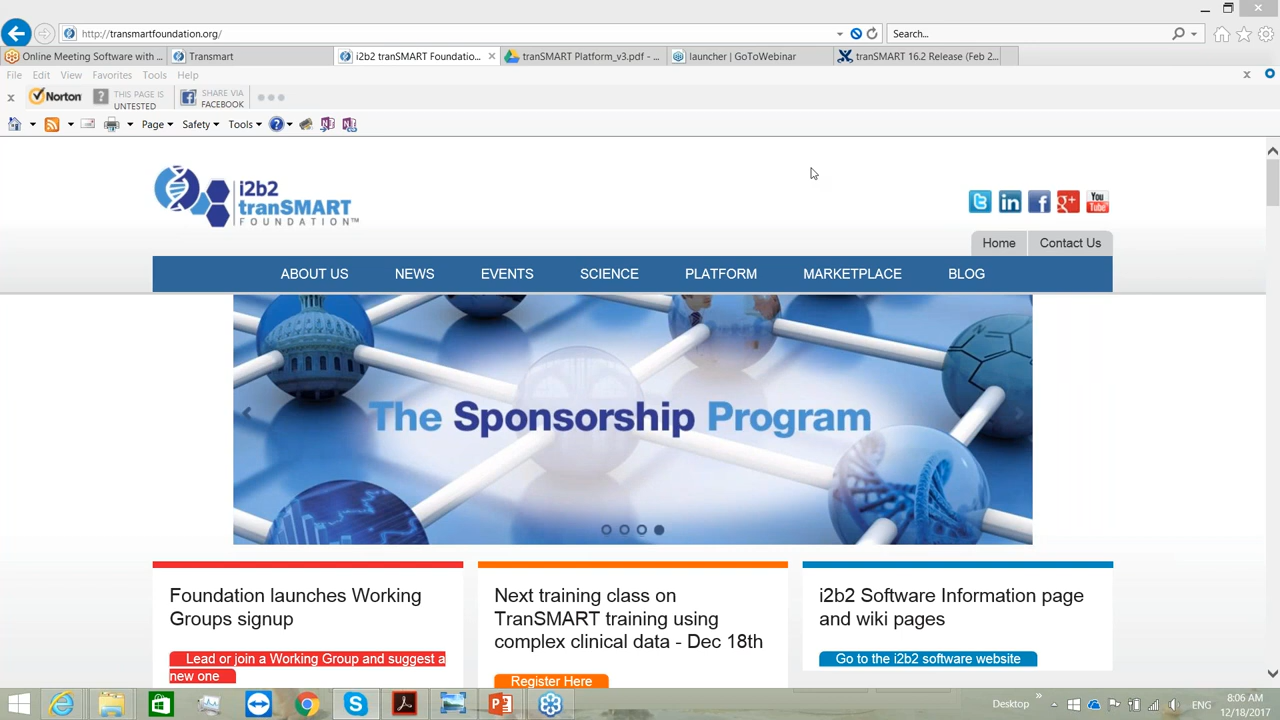 http://transmartfoundation.org/
Search...
Online Meeting Software with ...
Transmart
i2b2 tranSMART Foundatio...
tranSMART Platform_v3.pdf - ...
launcher | GoToWebinar
tranSMART 16.2 Release (Feb 2...
File Edit View Favorites Tools Help
Norton
THIS PAGE IS
UNTESTED
SHARE VIA
FACEBOOK
Page Safety Tools
i2b2
tranSMART
FOUNDATION™
You
Tube
Home
Contact Us
ABOUT US
NEWS
EVENTS
SCIENCE
PLATFORM
MARKETPLACE
BLOG
The Sponsorship Program
Foundation launches Working
Groups signup
Lead or join a Working Group and suggest a
new one
Next training class on
TranSMART training using
complex clinical data - Dec 18th
Register Here
i2b2 Software Information page
and wiki pages
Go to the i2b2 software website
Desktop
ENG
8:06 AM
12/18/2017